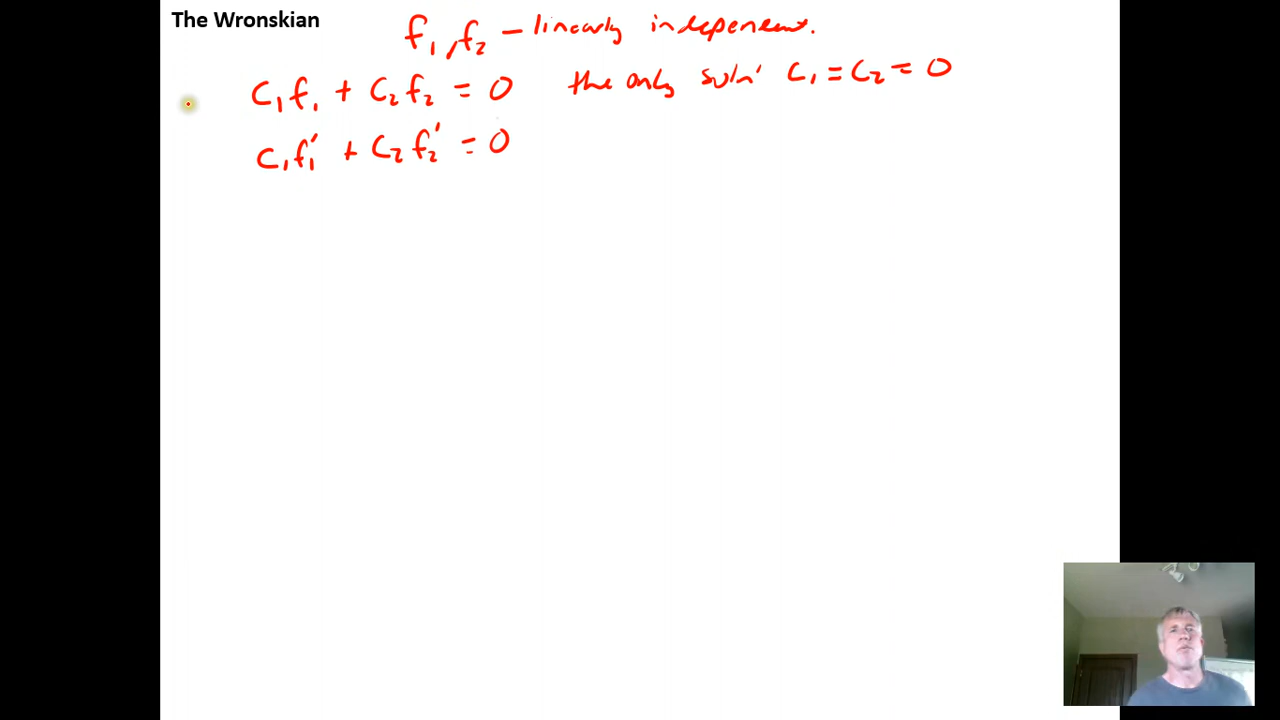 The Wronskian
f₁, f₂ – linearly indepenent.
c₁f₁ + c₂f₂ = 0 the only soln' c₁ = c₂ = 0
c₁f₁' + c₂f₂' = 0